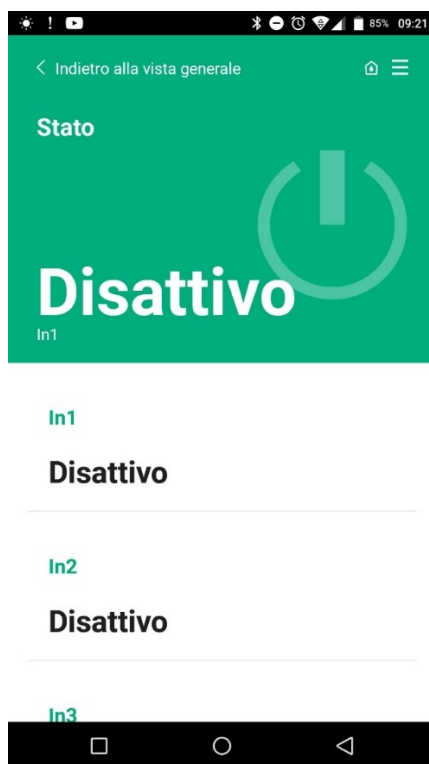 85% 09:21
Indietro alla vista generale
Stato
Disattivo
In1
In1
Disattivo
In2
Disattivo
In3